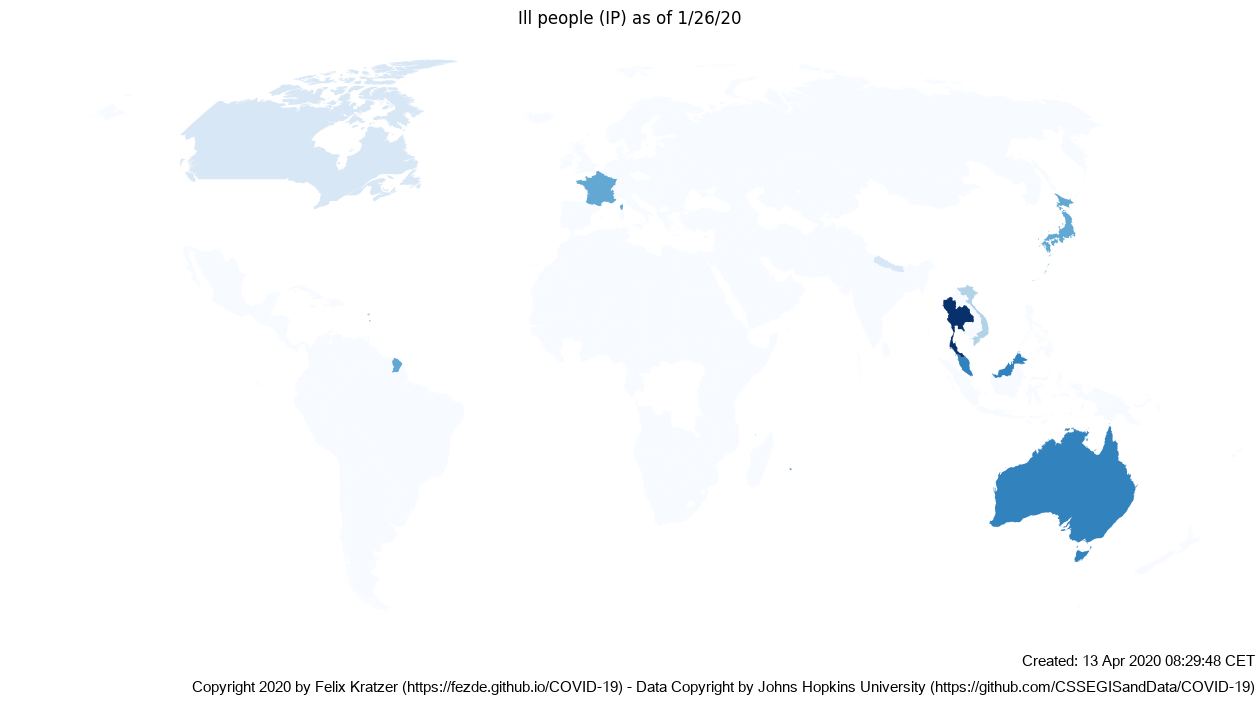 Ill people (IP) as of 1/26/20
Created: 13 Apr 2020 08:29:48 CET
Copyright 2020 by Felix Kratzer (https://fezde.github.io/COVID-19) - Data Copyright by Johns Hopkins University (https://github.com/CSSEGISandData/COVID-19)